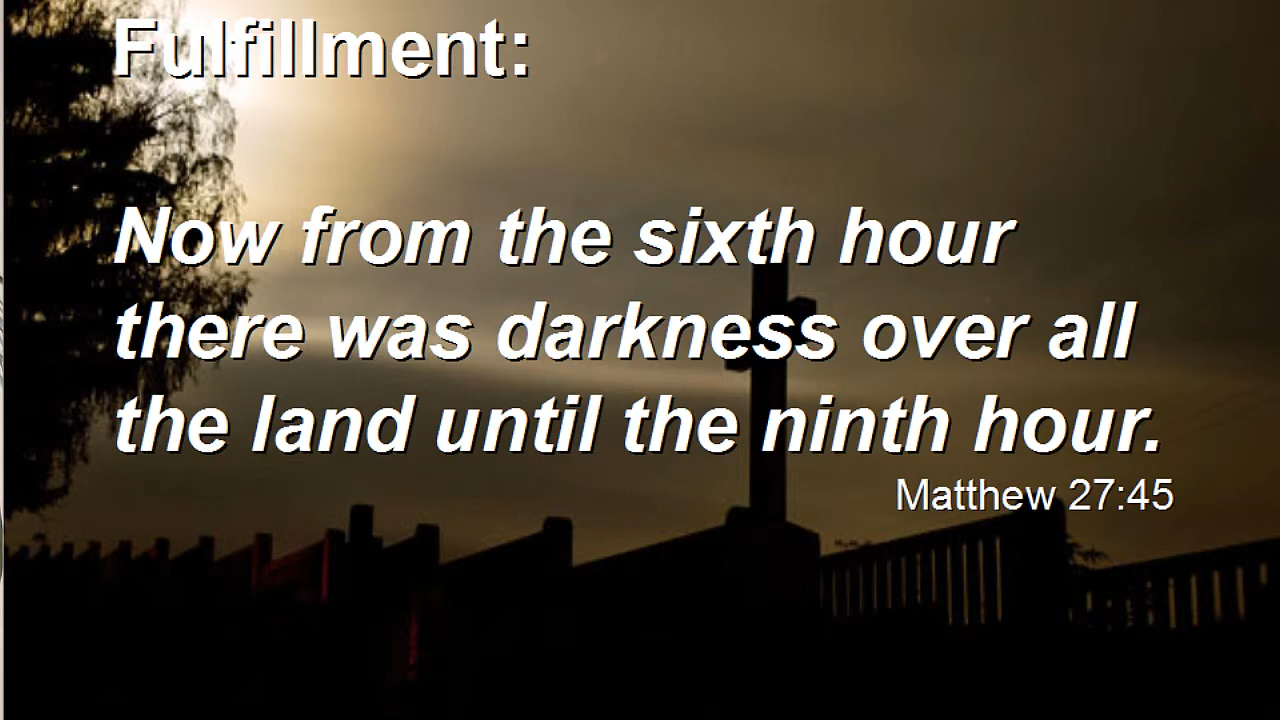 Fulfillment:
Now from the sixth hour
there was darkness over all
the land until the ninth hour.
Matthew 27:45